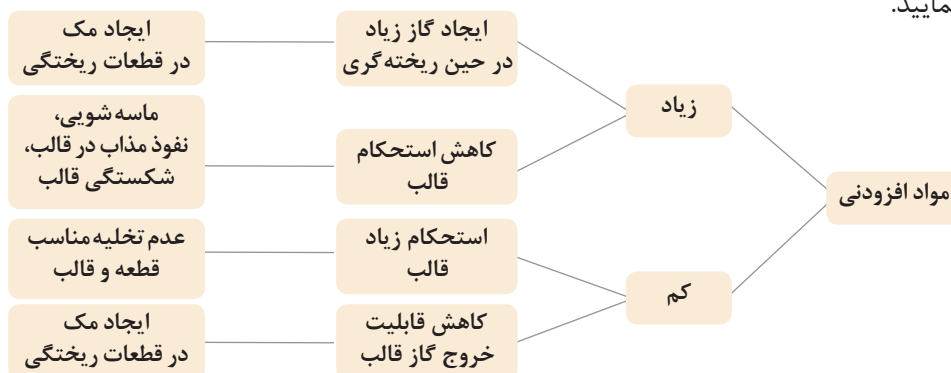 نمایید.
مواد افزودنی
زیاد
ایجاد گاز زیاد
در حین ریخته‌گری
ایجاد مک
در قطعات ریختگی
کاهش استحکام
قالب
ماسه‌شویی،
نفوذ مذاب در قالب،
شکستگی قالب
کم
استحکام زیاد
قالب
عدم تخلیه مناسب
قطعه و قالب
کاهش قابلیت
خروج گاز قالب
ایجاد مک
در قطعات ریختگی